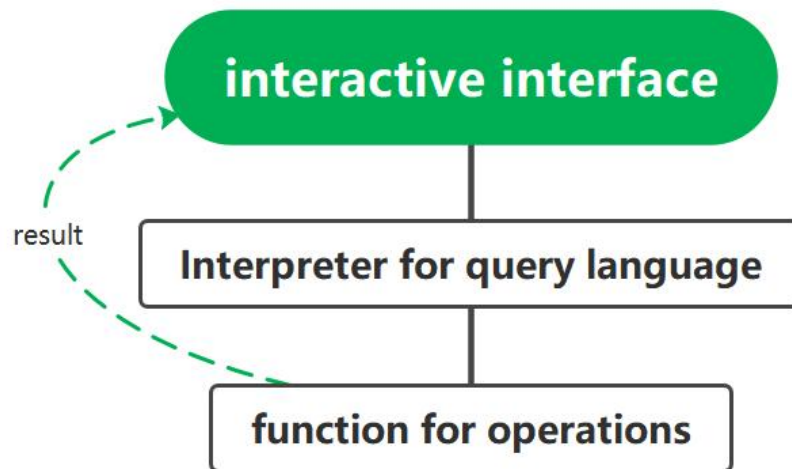 interactive interface
result
Interpreter for query language
function for operations